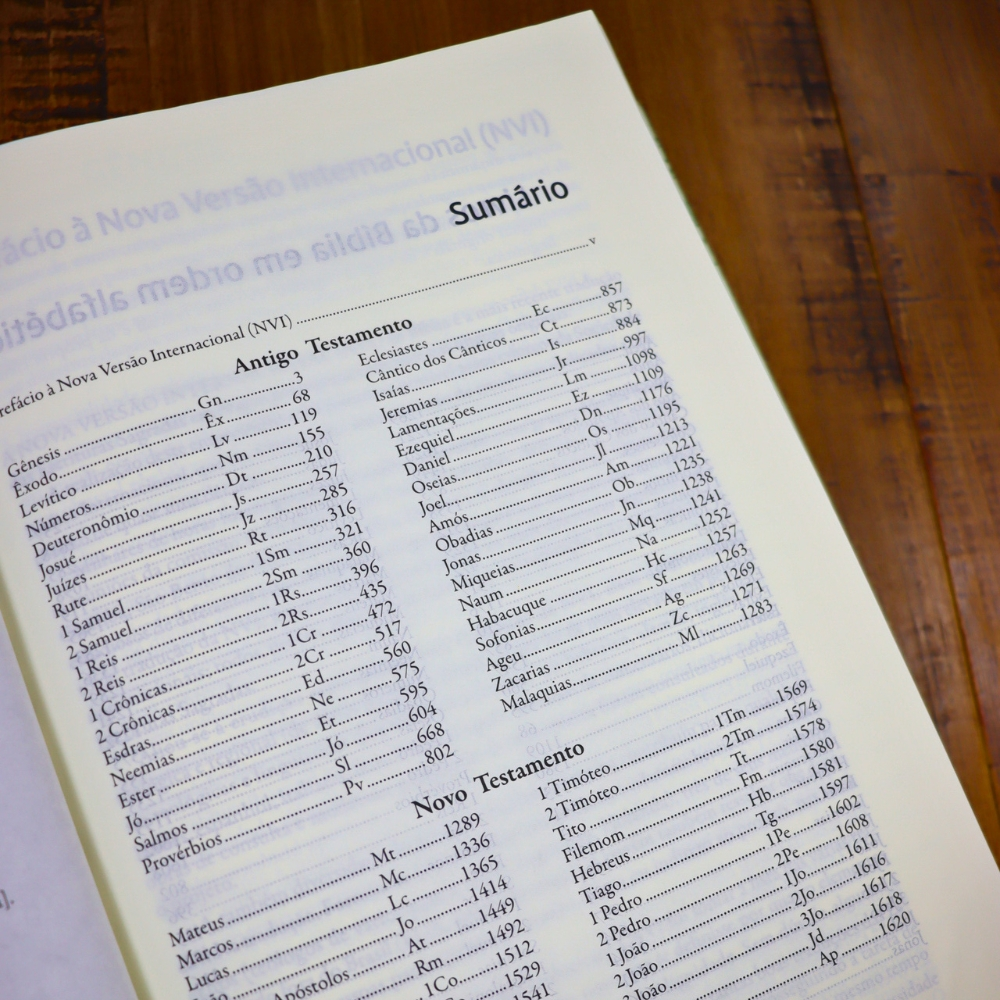 Sumário
Prefácio à Nova Versão Internacional (NVI) v
Antigo Testamento
Gênesis Gn 3
Êxodo Êx 68
Levítico Lv 119
Números Nm 155
Deuteronômio Dt 210
Josué Js 257
Juízes Jz 285
Rute Rt 316
1 Samuel 1Sm 321
2 Samuel 2Sm 360
1 Reis 1Rs 396
2 Reis 2Rs 435
1 Crônicas 1Cr 472
2 Crônicas 2Cr 517
Esdras Ed 560
Neemias Ne 575
Ester Et 595
Jó Jó 604
Salmos Sl 668
Provérbios Pv 802
Eclesiastes Ec 857
Cântico dos Cânticos Ct 873
Isaías Is 884
Jeremias Jr 997
Lamentações Lm 1098
Ezequiel Ez 1109
Daniel Dn 1176
Oseias Os 1195
Joel Jl 1213
Amós Am 1221
Obadias Ob 1235
Jonas Jn 1238
Miqueias Mq 1241
Naum Na 1252
Habacuque Hc 1257
Sofonias Sf 1263
Ageu Ag 1269
Zacarias Zc 1271
Malaquias Ml 1283
Novo Testamento
Mateus Mt 1289
Marcos Mc 1336
Lucas Lc 1365
Jo 1414
Apóstolos At 1449
Rm 1492
1Co 1512
1529
1541
1 Timóteo 1Tm 1569
2 Timóteo 2Tm 1574
Tito Tt 1578
Filemom Fm 1580
Hebreus Hb 1581
Tiago Tg 1597
1 Pedro 1Pe 1602
2 Pedro 2Pe 1608
1 João 1Jo 1611
2 João 2Jo 1616
3 João 3Jo 1617
Jd 1618
Ap 1620